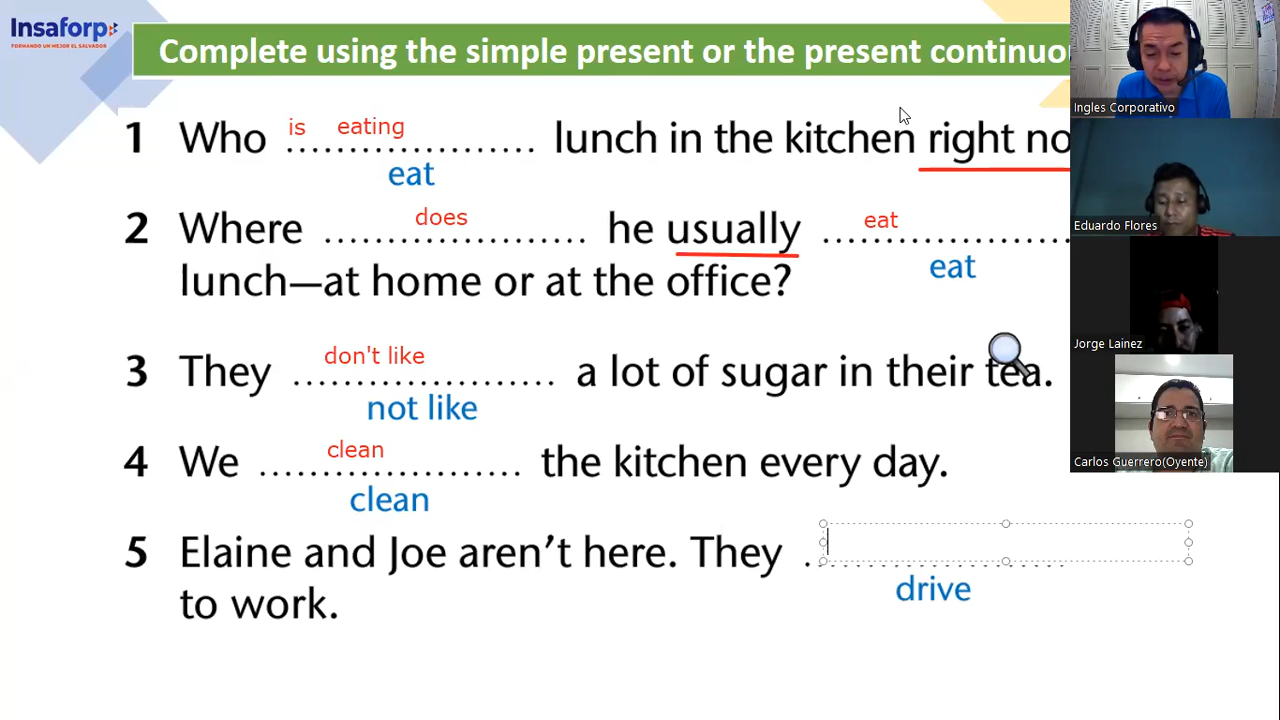 Insaforp
FORMANDO UN MEJOR EL SALVADOR
Complete using the simple present or the present continuo
Ingles Corporativo
1 Who is eating lunch in the kitchen right no
eat
Eduardo Flores
2 Where does he usually eat
eat
lunch—at home or at the office?
Jorge Lainez
3 They don't like a lot of sugar in their tea.
not like
Carlos Guerrero(Oyente)
4 We clean the kitchen every day.
clean
5 Elaine and Joe aren't here. They
drive
to work.